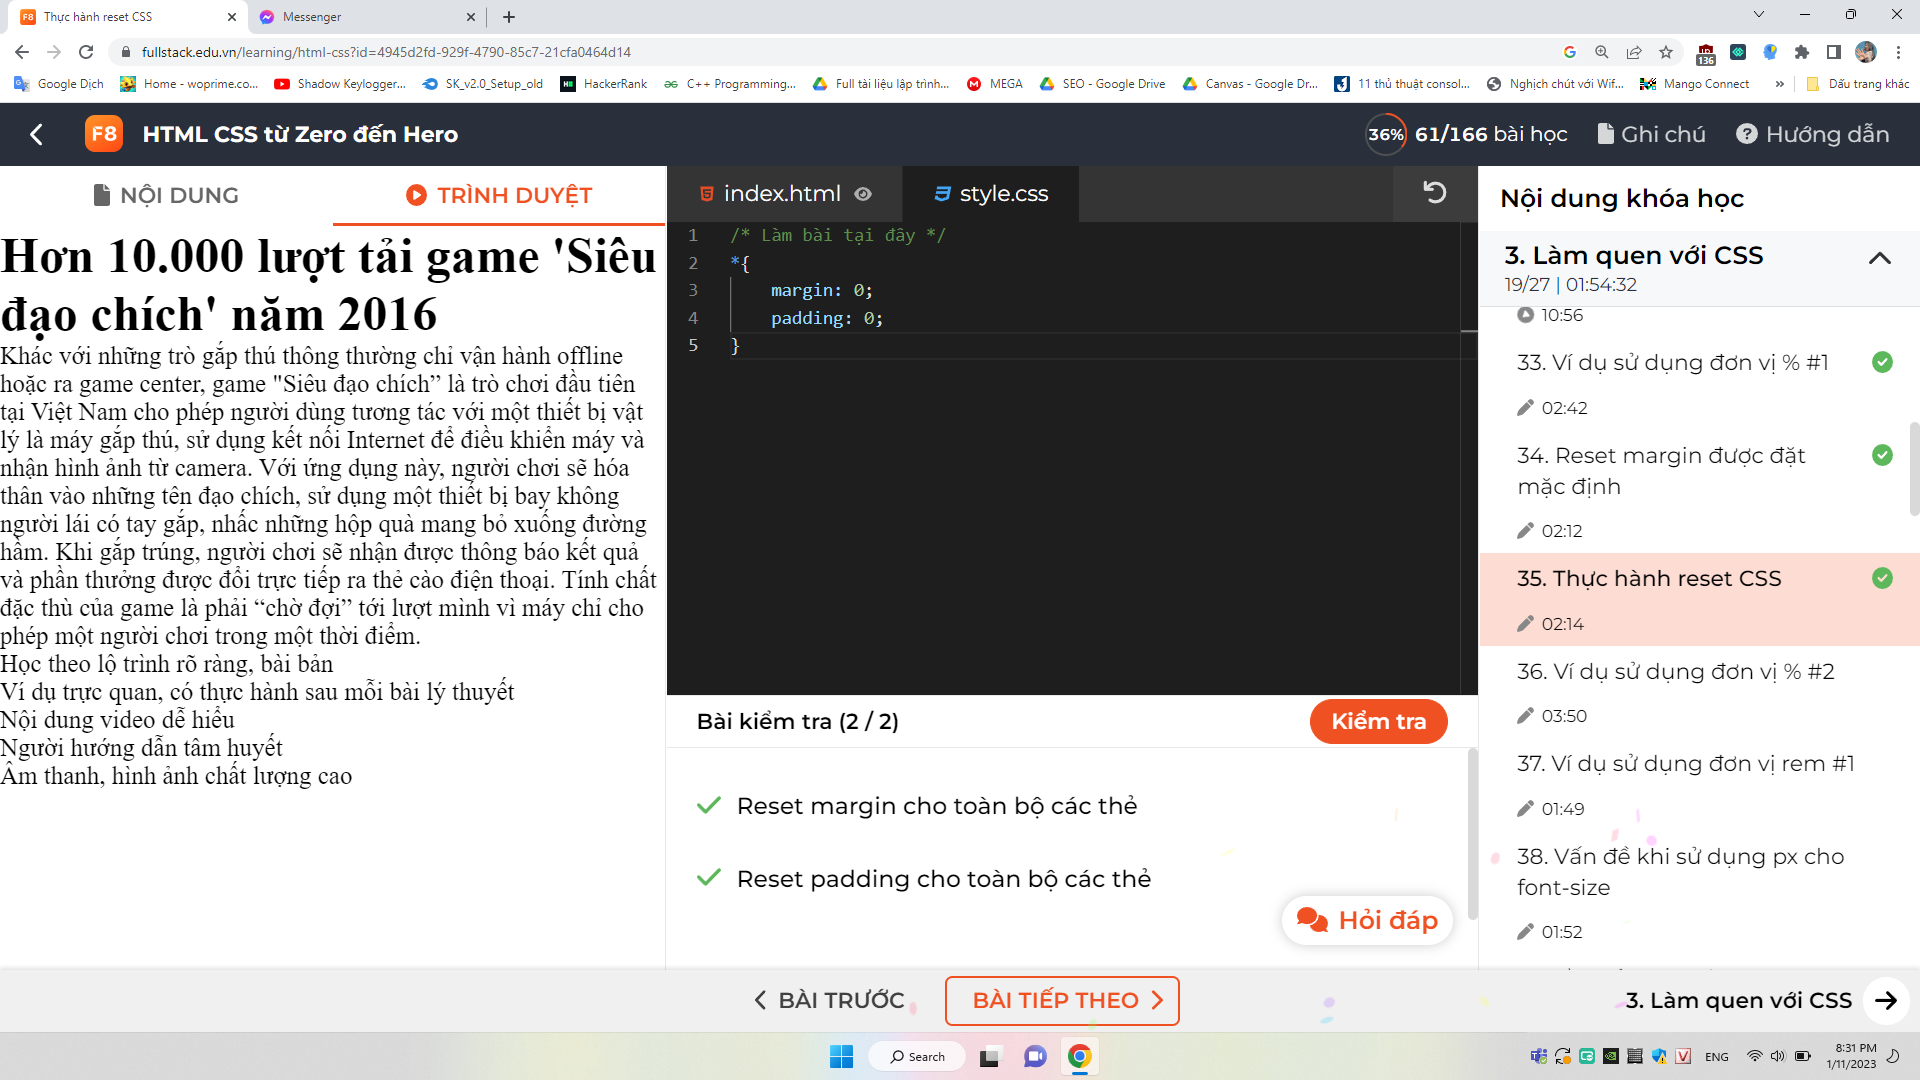 Thực hành reset CSS
Messenger
fullstack.edu.vn/learning/html-css?id=4945d2fd-929f-4790-85c7-21cfa0464d14
136
Google Dịch
Home - woprime.co...
Shadow Keylogger...
SK_v2.0_Setup_old
HackerRank
C++ Programming...
Full tài liệu lập trình...
MEGA
SEO - Google Drive
Canvas - Google Dr...
11 thủ thuật consol...
Nghịch chút với Wif...
Mango Connect
»
Dấu trang khác
F8
HTML CSS từ Zero đến Hero
36%
61/166 bài học
Ghi chú
Hướng dẫn
NỘI DUNG
TRÌNH DUYỆT
Hơn 10.000 lượt tải game 'Siêu
đạo chích' năm 2016
Khác với những trò gắp thú thông thường chỉ vận hành offline
hoặc ra game center, game "Siêu đạo chích” là trò chơi đầu tiên
tại Việt Nam cho phép người dùng tương tác với một thiết bị vật
lý là máy gắp thú, sử dụng kết nối Internet để điều khiển máy và
nhận hình ảnh từ camera. Với ứng dụng này, người chơi sẽ hóa
thân vào những tên đạo chích, sử dụng một thiết bị bay không
người lái có tay gắp, nhấc những hộp quà mang bỏ xuống đường
hầm. Khi gắp trúng, người chơi sẽ nhận được thông báo kết quả
và phần thưởng được đổi trực tiếp ra thẻ cào điện thoại. Tính chất
đặc thù của game là phải “chờ đợi” tới lượt mình vì máy chỉ cho
phép một người chơi trong một thời điểm.
Học theo lộ trình rõ ràng, bài bản
Ví dụ trực quan, có thực hành sau mỗi bài lý thuyết
Nội dung video dễ hiểu
Người hướng dẫn tâm huyết
Âm thanh, hình ảnh chất lượng cao
index.html
style.css
1 /* Làm bài tại đây */
2 *{
3 margin: 0;
4 padding: 0;
5 }
Bài kiểm tra (2 / 2)
Kiểm tra
Reset margin cho toàn bộ các thẻ
Reset padding cho toàn bộ các thẻ
Hỏi đáp
Nội dung khóa học
3. Làm quen với CSS
19/27 | 01:54:32
10:56
33. Ví dụ sử dụng đơn vị % #1
02:42
34. Reset margin được đặt
mặc định
02:12
35. Thực hành reset CSS
02:14
36. Ví dụ sử dụng đơn vị % #2
03:50
37. Ví dụ sử dụng đơn vị rem #1
01:49
38. Vấn đề khi sử dụng px cho
font-size
01:52
BÀI TRƯỚC
BÀI TIẾP THEO
3. Làm quen với CSS
Search
ENG
8:31 PM
1/11/2023